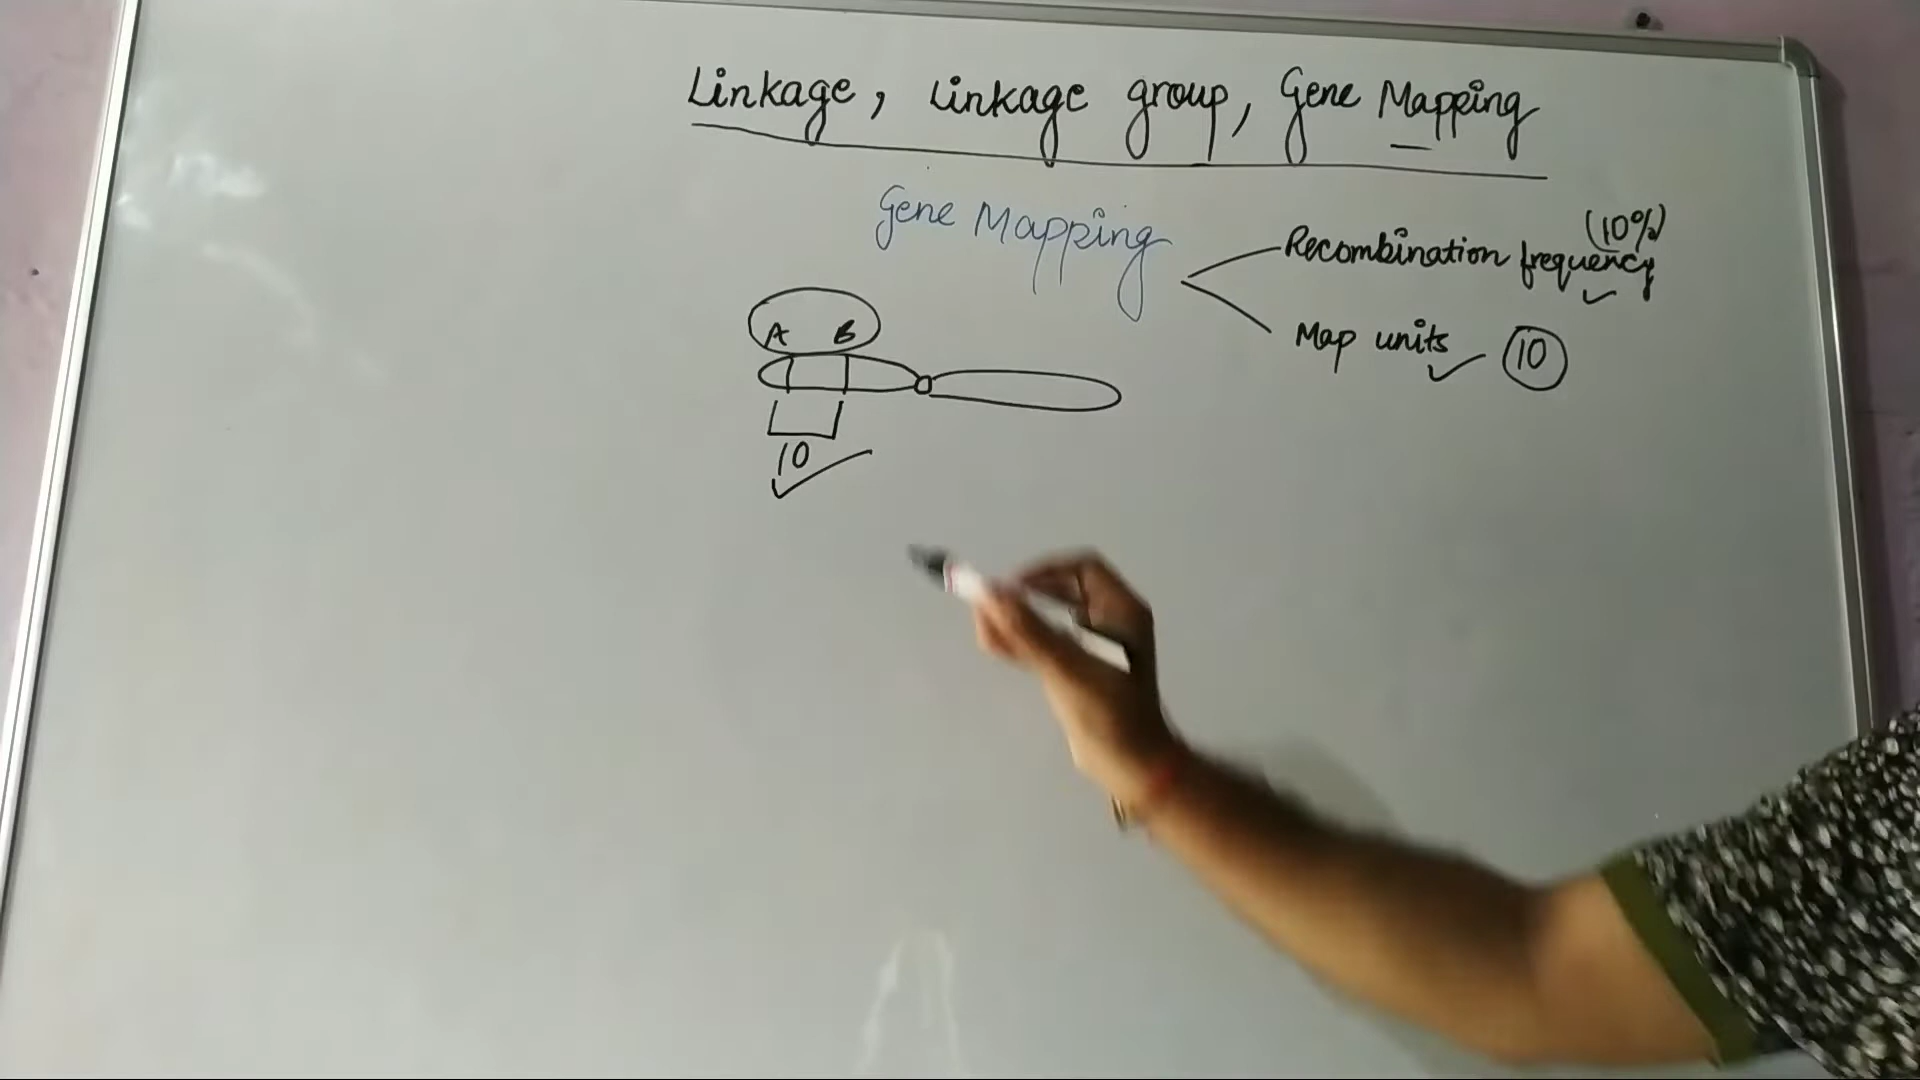 Linkage, Linkage group, Gene Mapping
Gene Mapping
(10%)
Recombination frequency
Map units 10
A B
10